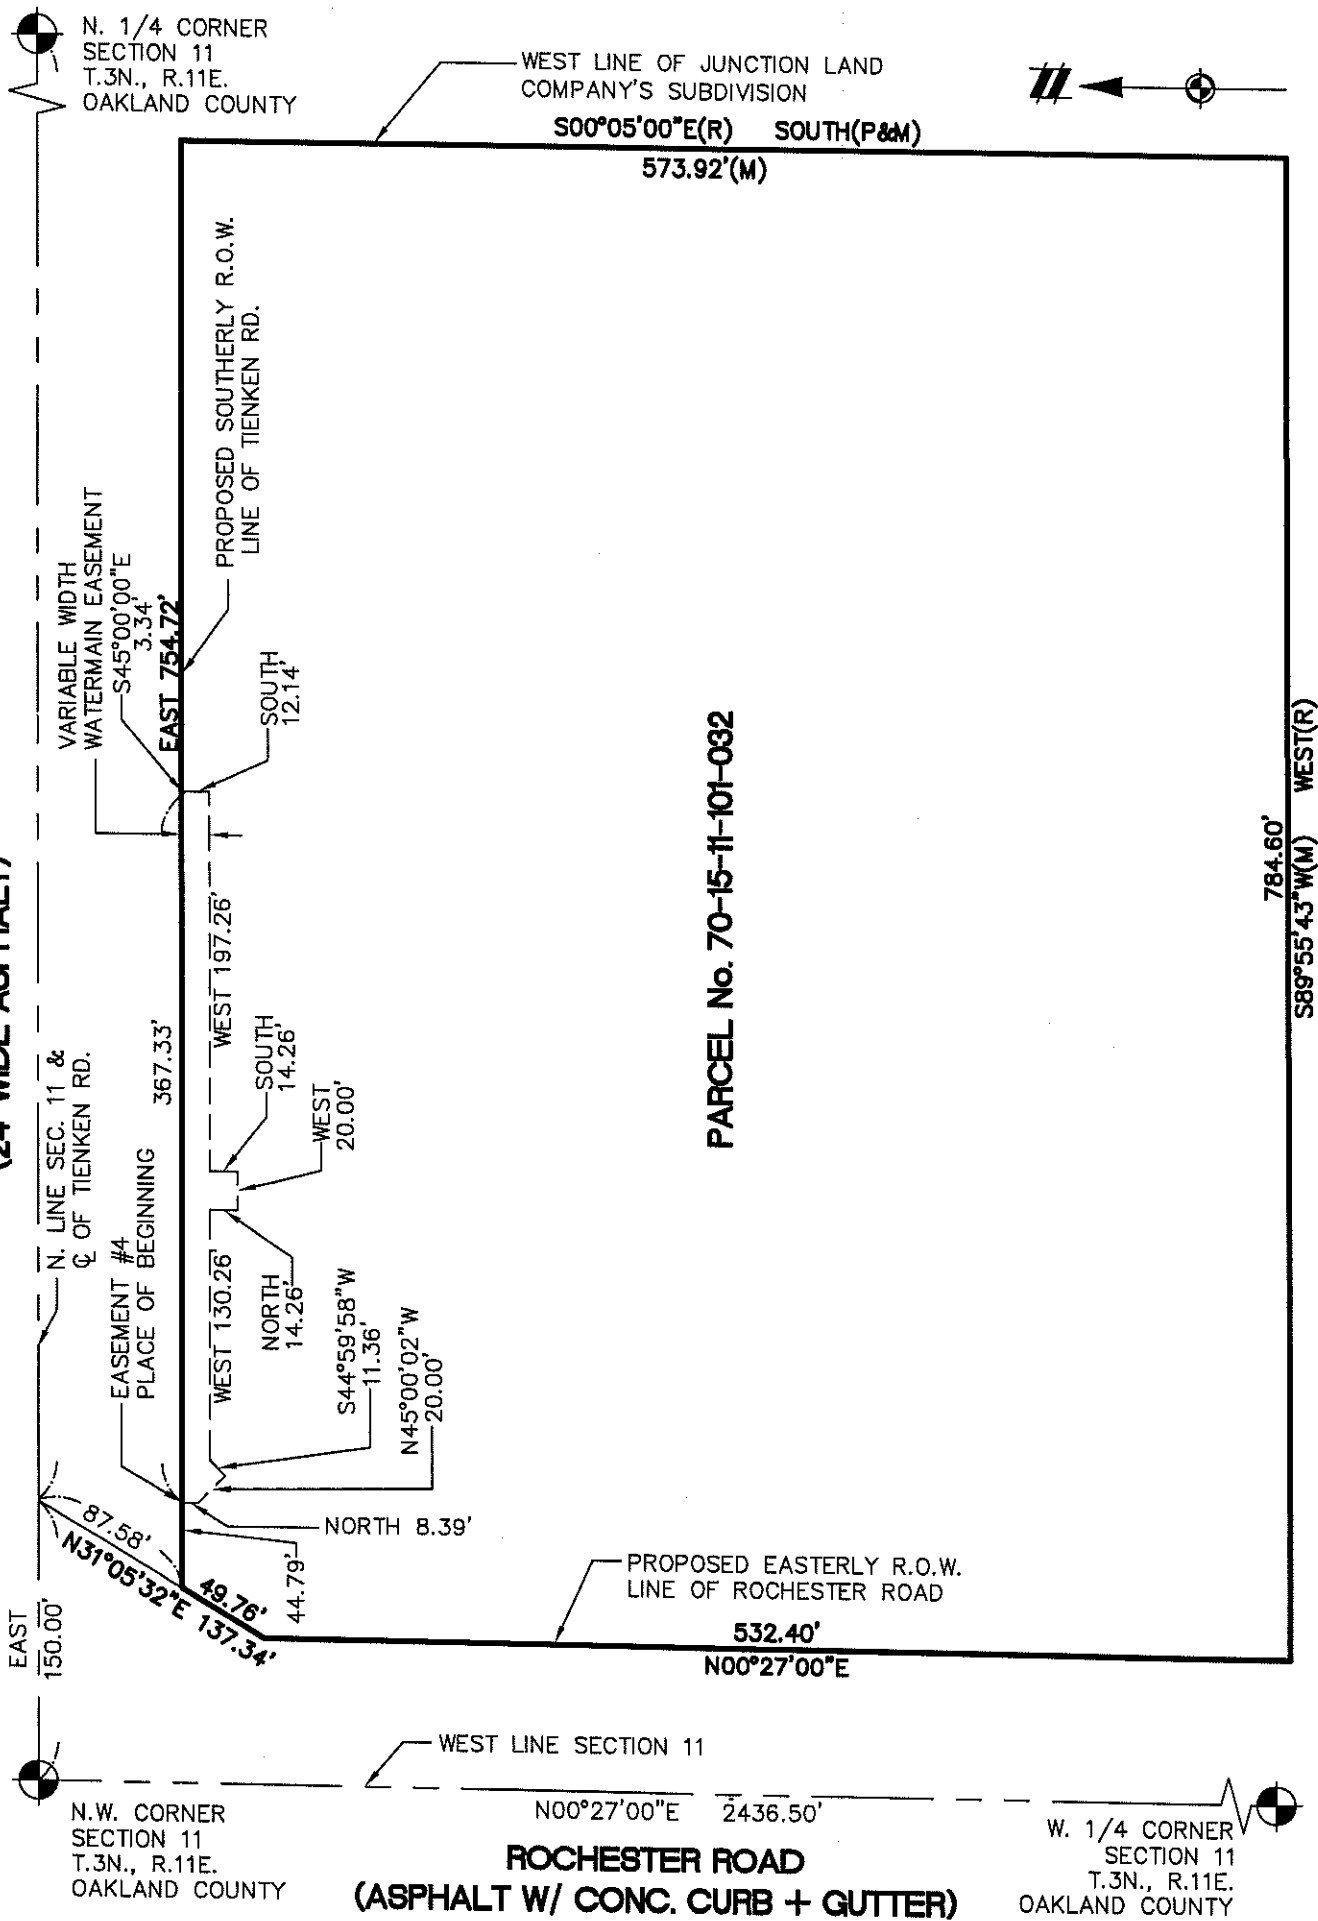 N. 1/4 CORNER
SECTION 11
T.3N., R.11E.
OAKLAND COUNTY
WEST LINE OF JUNCTION LAND
COMPANY'S SUBDIVISION
S00°05'00"E(R) SOUTH(P&M)
573.92'(M)
PROPOSED SOUTHERLY R.O.W.
LINE OF TIENKEN RD.
VARIABLE WIDTH
WATERMAIN EASEMENT
S45°00'00"E
3.34'
EAST 754.72'
SOUTH
12.14'
WEST 197.26'
367.33'
SOUTH
14.26'
WEST
20.00'
N. LINE SEC. 11 &
℄ OF TIENKEN RD.
EASEMENT #4
PLACE OF BEGINNING
WEST 130.26'
NORTH
14.26'
S44°59'58"W
11.36'
N45°00'02"W
20.00'
PARCEL No. 70-15-11-101-032
784.60'
S89°55'43"W(M) WEST(R)
87.58'
N31°05'32"E 137.34'
49.76'
44.79'
NORTH 8.39'
EAST
150.00'
PROPOSED EASTERLY R.O.W.
LINE OF ROCHESTER ROAD
532.40'
N00°27'00"E
WEST LINE SECTION 11
N00°27'00"E 2436.50'
N.W. CORNER
SECTION 11
T.3N., R.11E.
OAKLAND COUNTY
ROCHESTER ROAD
(ASPHALT W/ CONC. CURB + GUTTER)
W. 1/4 CORNER
SECTION 11
T.3N., R.11E.
OAKLAND COUNTY